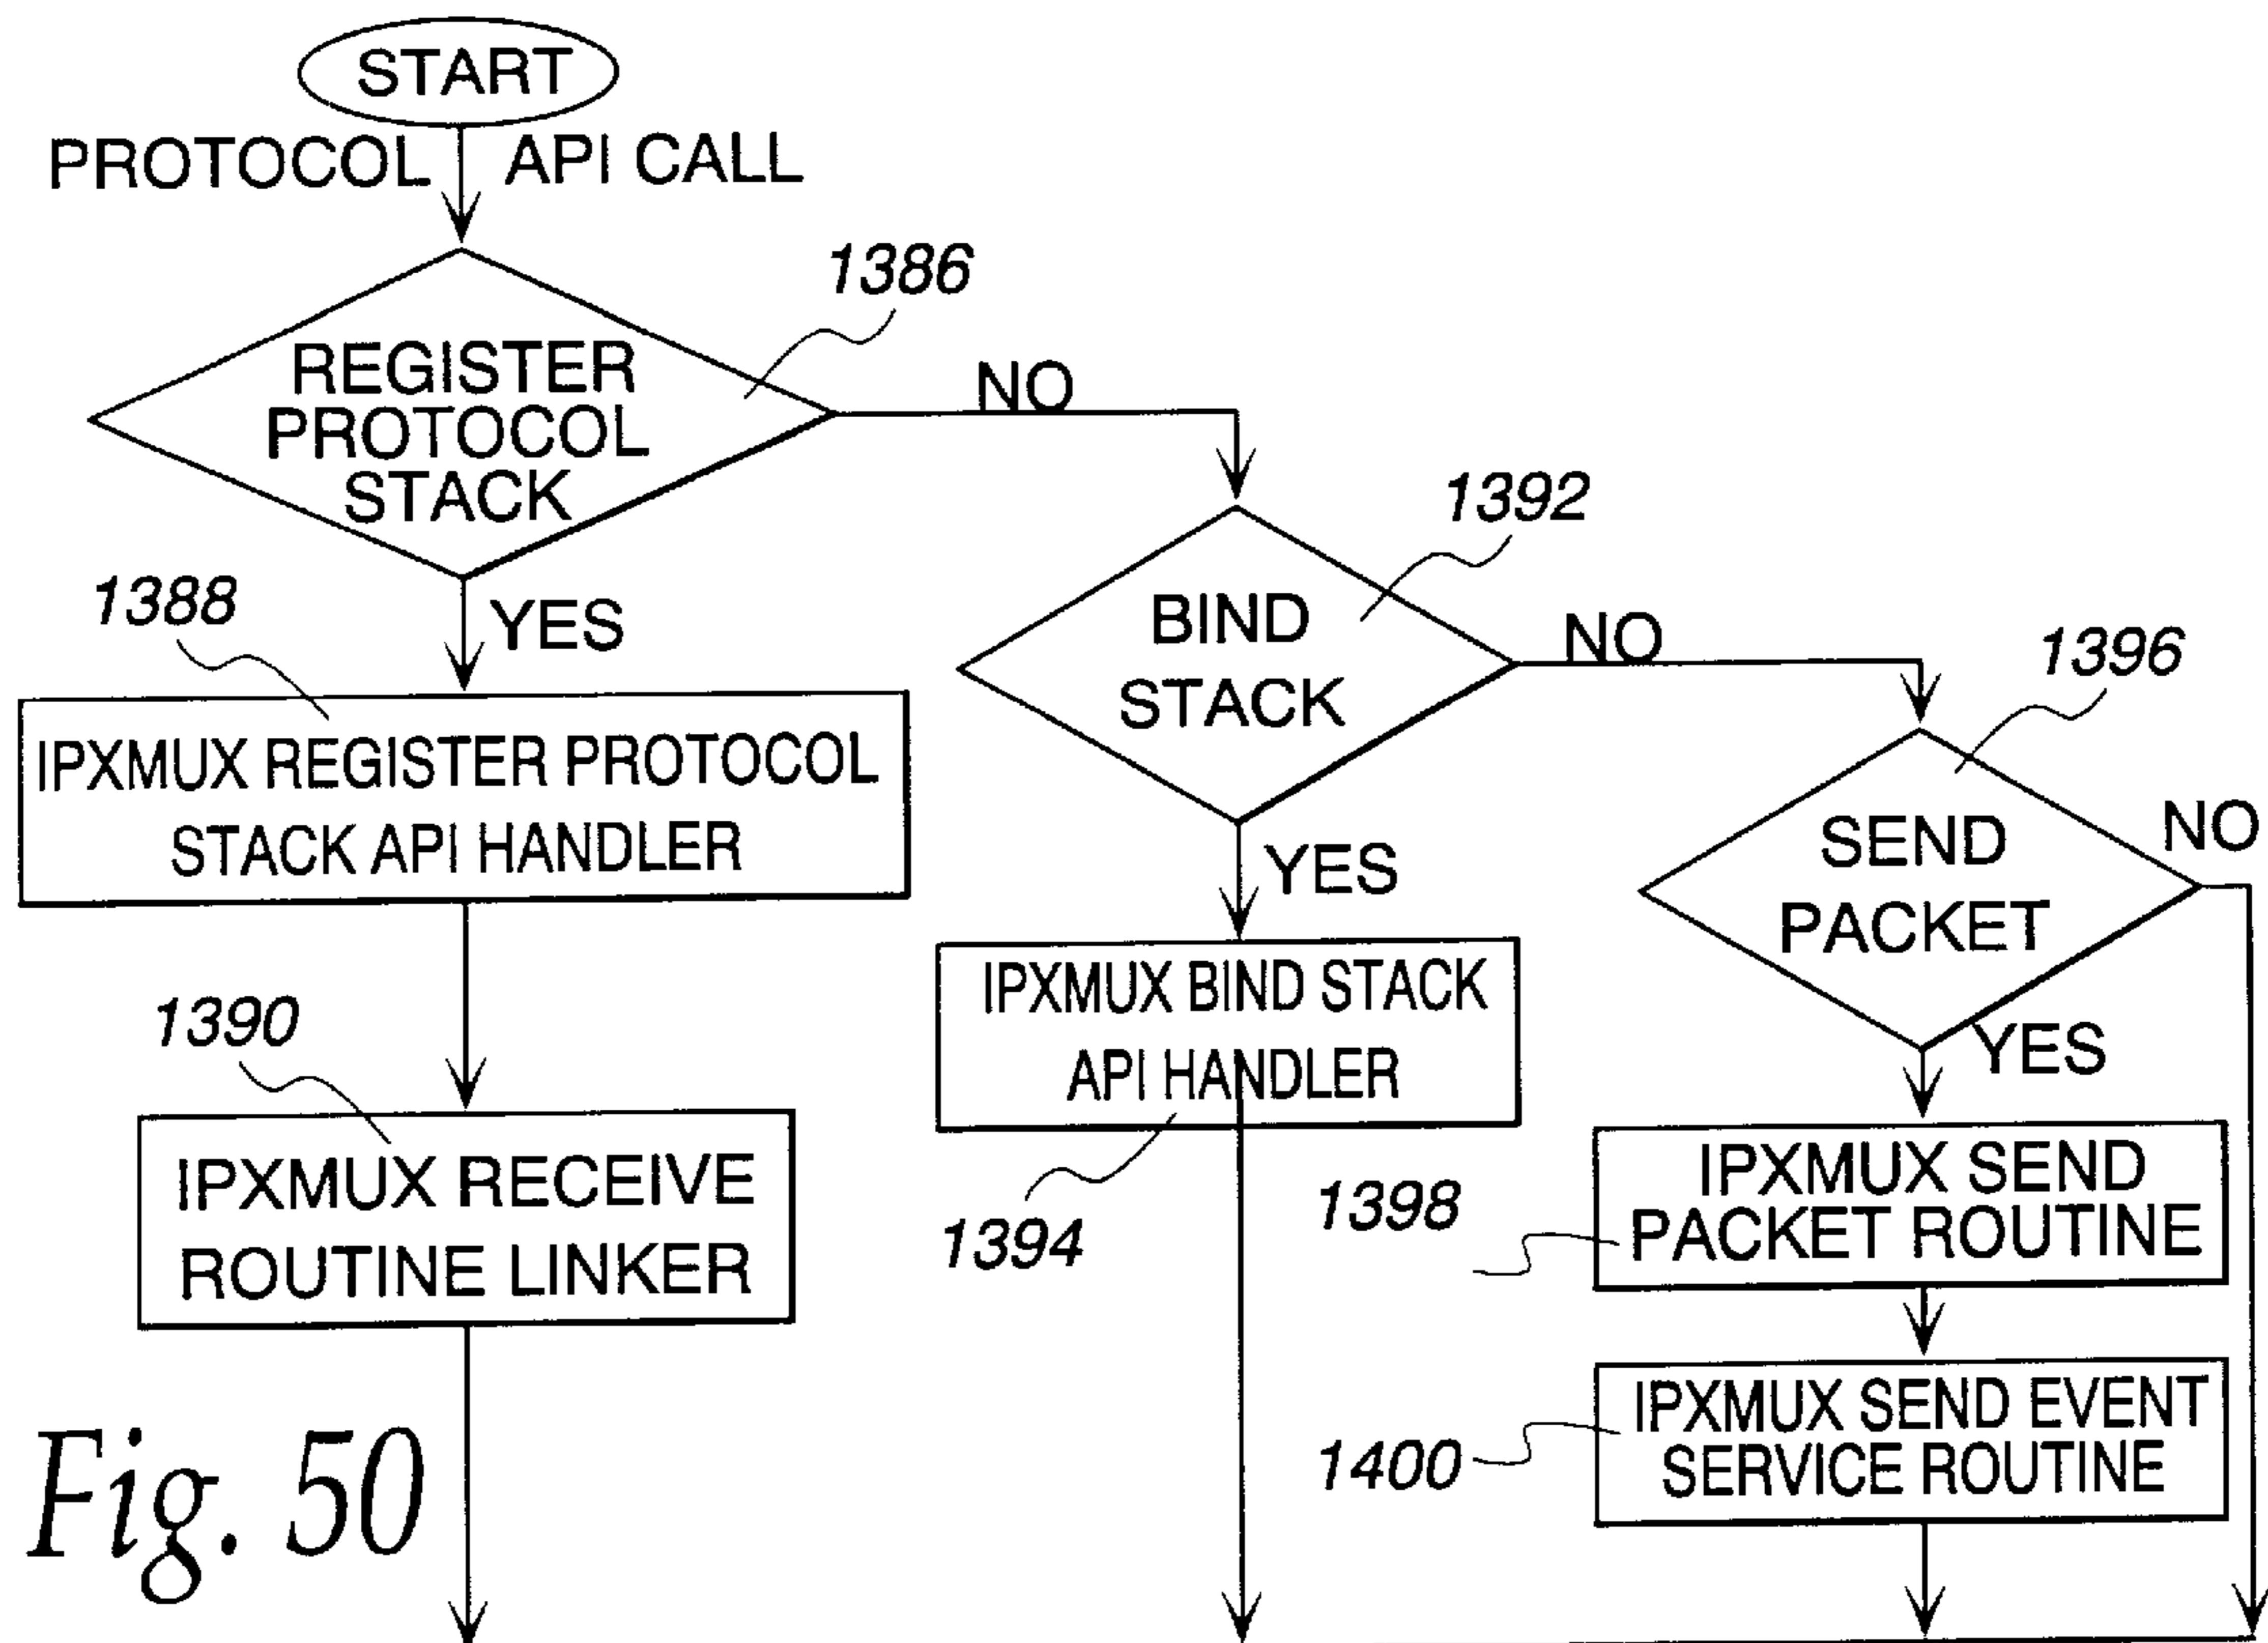 START
PROTOCOL API CALL
1386
REGISTER
PROTOCOL
STACK
NO
YES
1388
IPXMUX REGISTER PROTOCOL
STACK API HANDLER
1390
IPXMUX RECEIVE
ROUTINE LINKER
1392
BIND
STACK
NO
YES
IPXMUX BIND STACK
API HANDLER
1394
1396
SEND
PACKET
NO
YES
1398
IPXMUX SEND
PACKET ROUTINE
1400
IPXMUX SEND EVENT
SERVICE ROUTINE
Fig. 50